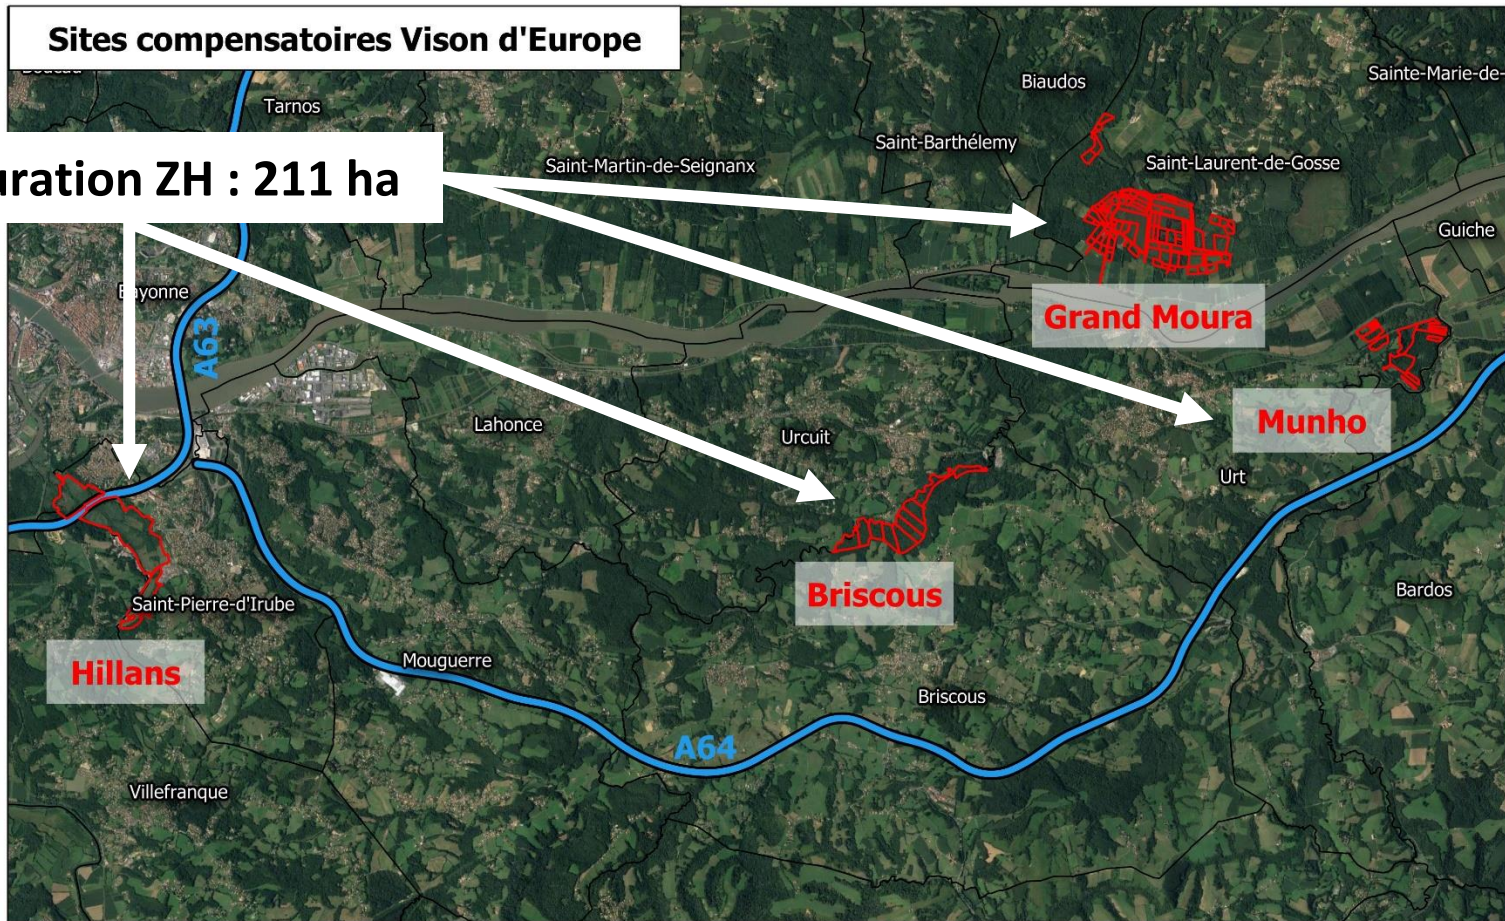 Sites compensatoires Vison d'Europe
Tarnos
Biaudos
Sainte-Marie-de-
Saint-Barthélemy
Saint-Martin-de-Seignanx
Saint-Laurent-de-Gosse
uration ZH : 211 ha
Guiche
Bayonne
A63
Grand Moura
Lahonce
Urcuit
Munho
Urt
Briscous
Bardos
Saint-Pierre-d'Irube
Hillans
Mouguerre
Briscous
A64
Villefranque